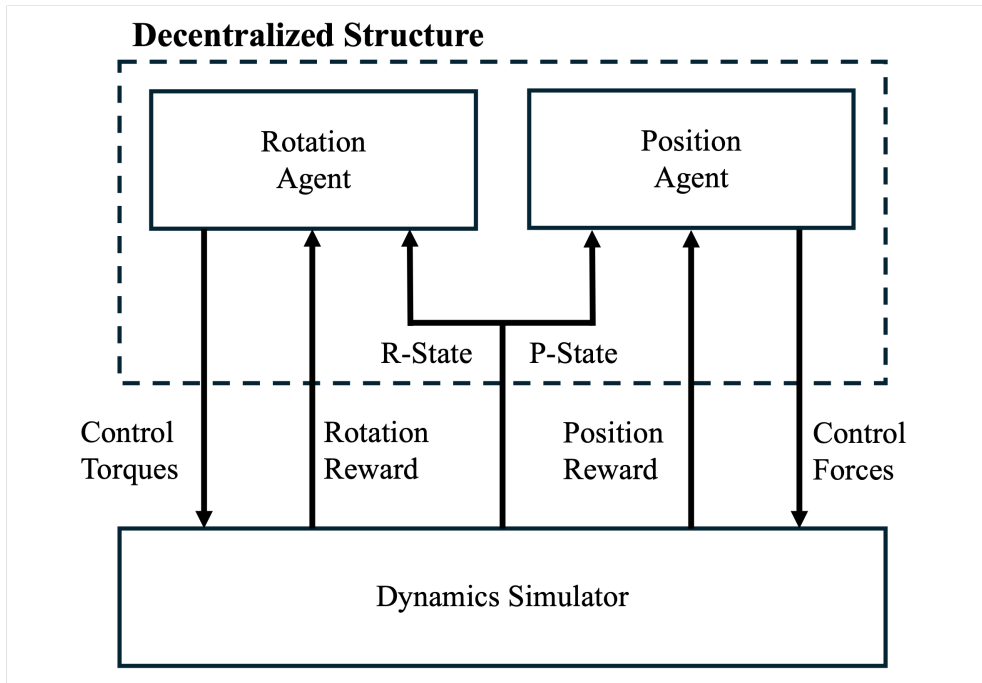 Decentralized Structure
Rotation
Agent
Position
Agent
R-State
P-State
Control
Torques
Rotation
Reward
Position
Reward
Control
Forces
Dynamics Simulator